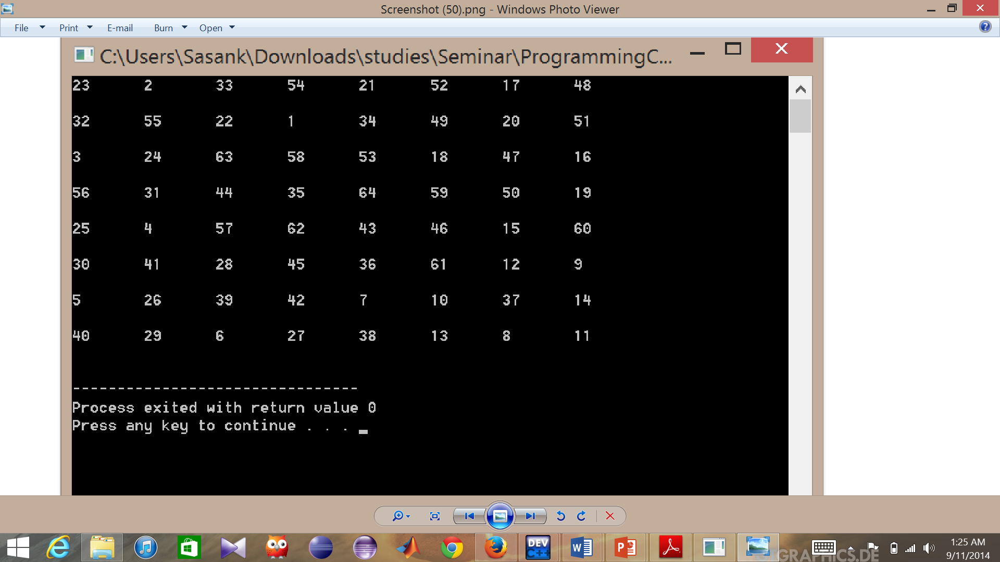 Screenshot (50).png - Windows Photo Viewer
File Print E-mail Burn Open
C:\Users\Sasank\Downloads\studies\Seminar\ProgrammingC...
23 2 33 54 21 52 17 48
32 55 22 1 34 49 20 51
3 24 63 58 53 18 47 16
56 31 44 35 64 59 50 19
25 4 57 62 43 46 15 60
30 41 28 45 36 61 12 9
5 26 39 42 7 10 37 14
40 29 6 27 38 13 8 11
--------------------------------
Process exited with return value 0
Press any key to continue . . .
DEV
C++
1:25 AM
9/11/2014